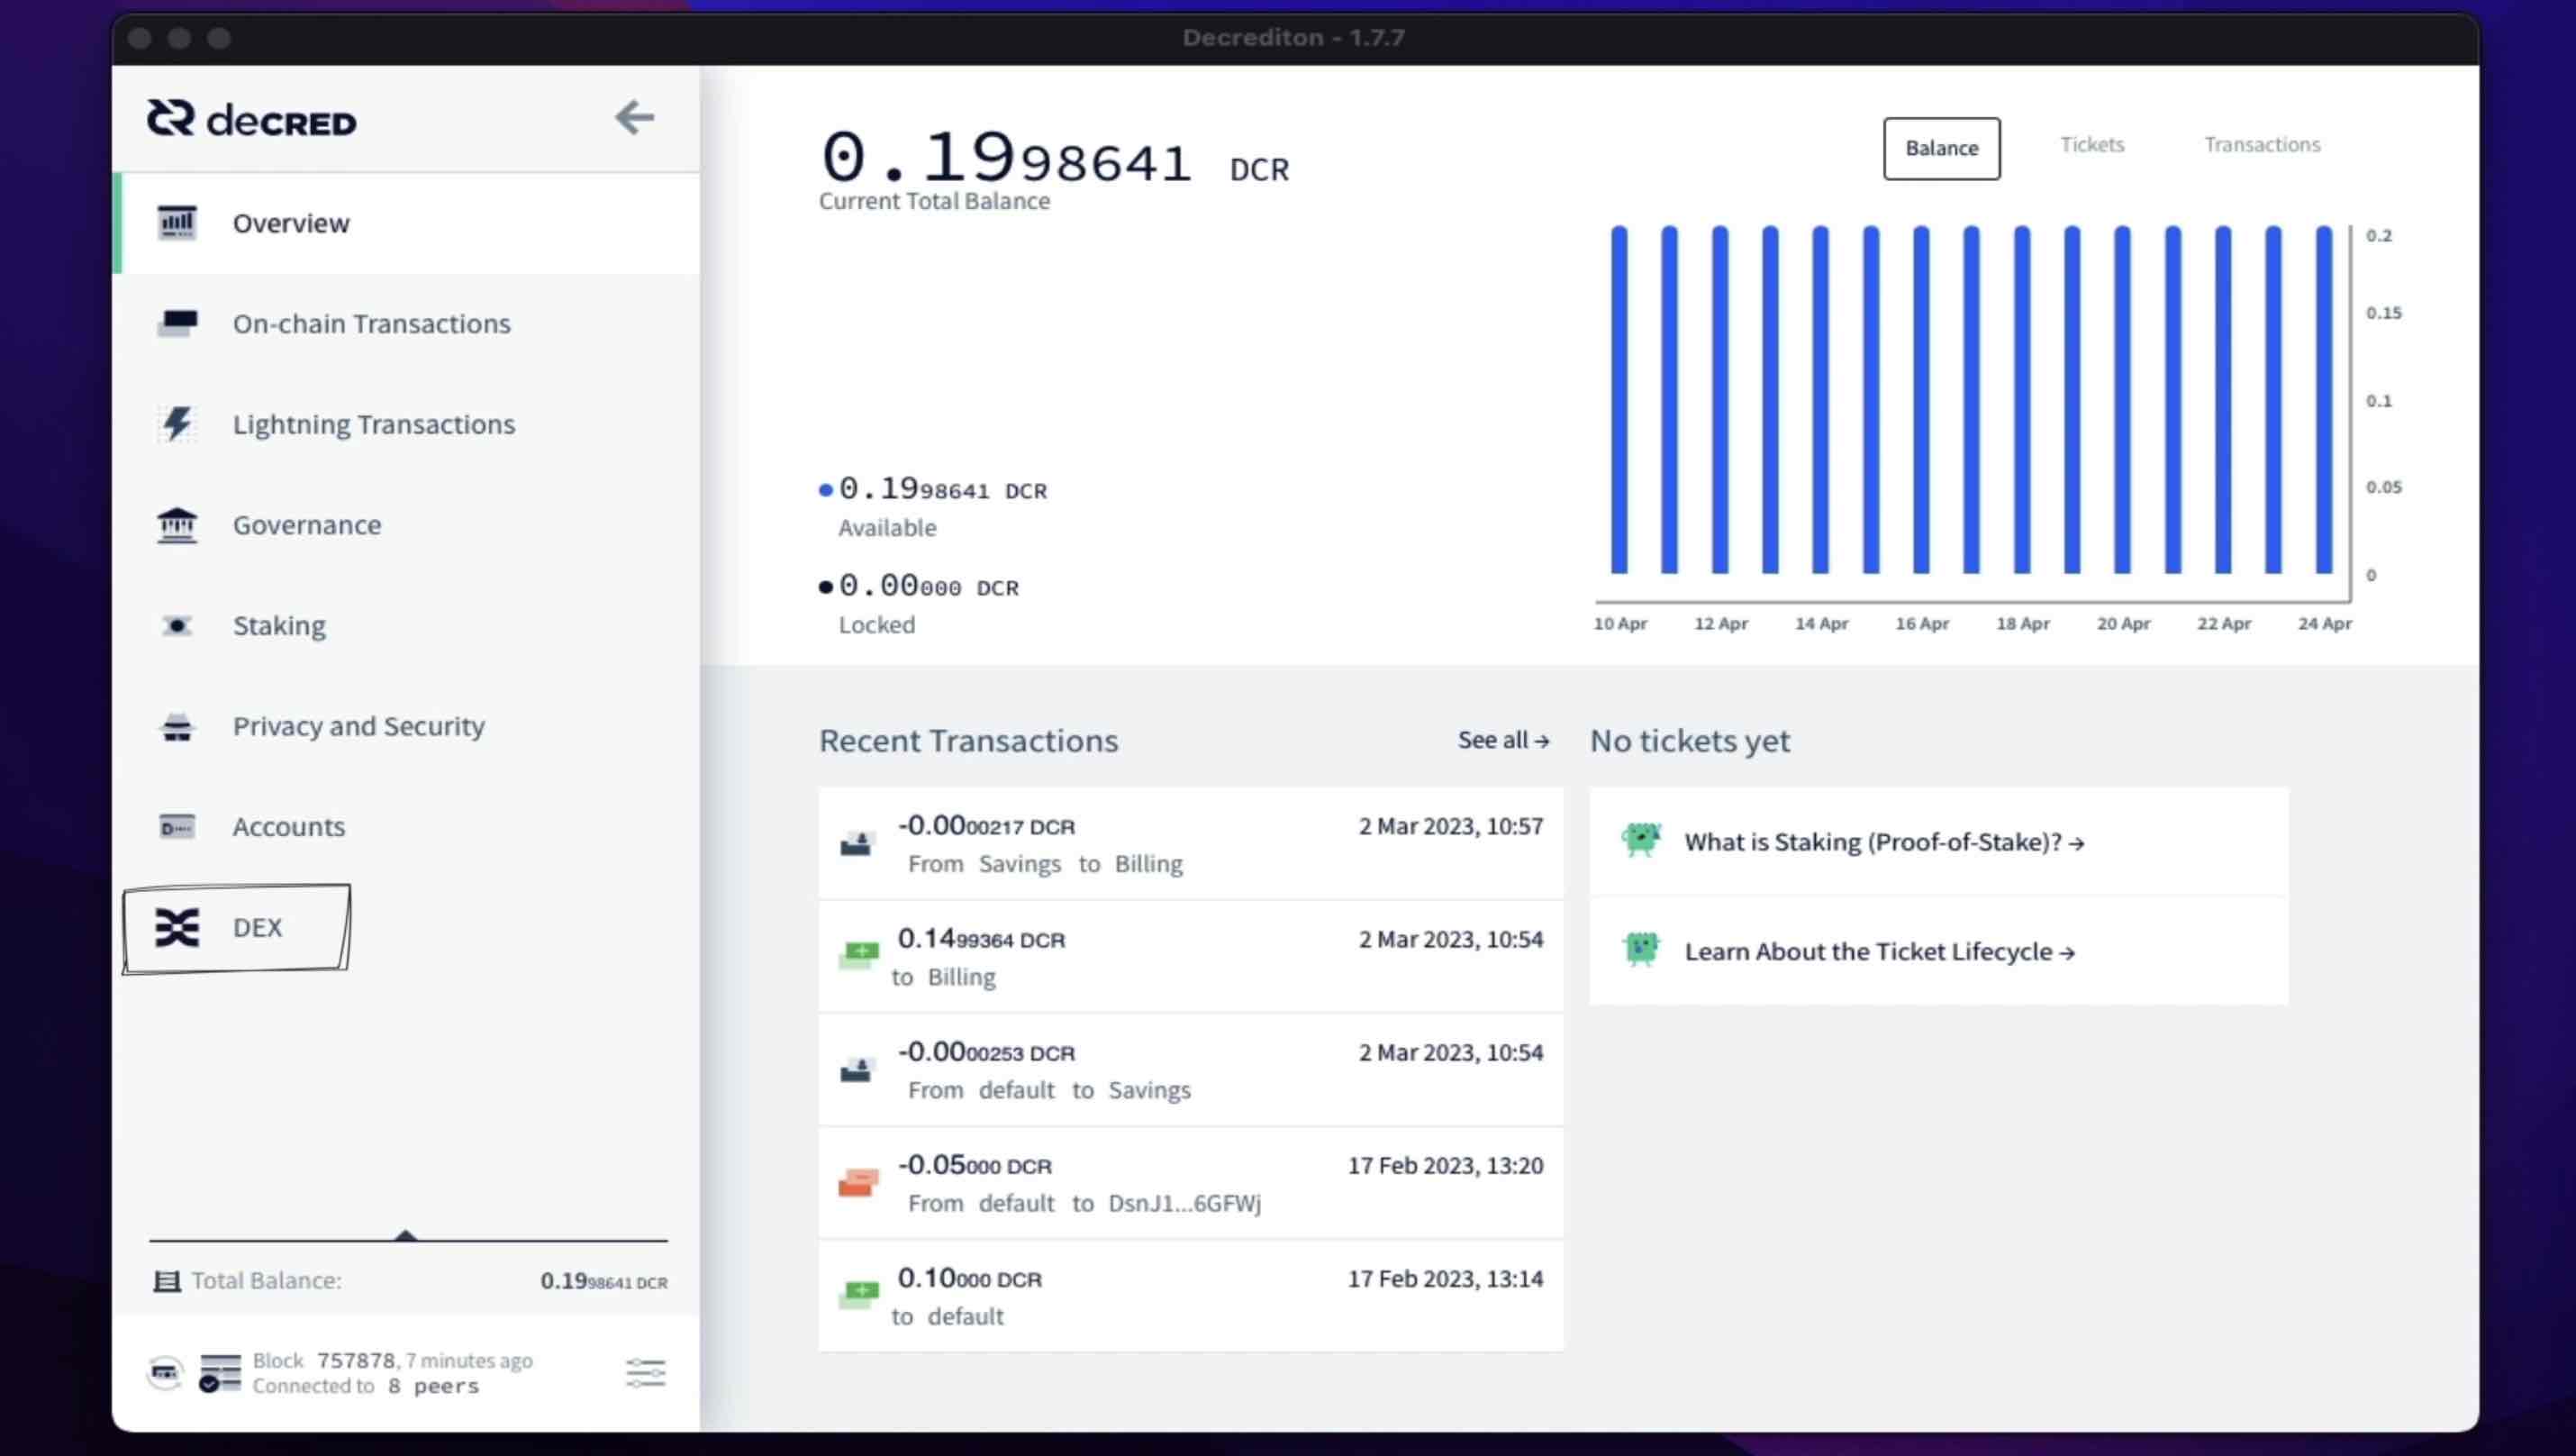 Decrediton - 1.7.7
decred
Overview
On-chain Transactions
Lightning Transactions
Governance
Staking
Privacy and Security
Accounts
DEX
Total Balance: 0.1998641 DCR
Block 757878, 7 minutes ago
Connected to 8 peers
0.1998641 DCR
Current Total Balance
0.1998641 DCR
Available
0.00000 DCR
Locked
Balance Tickets Transactions
0.2
0.15
0.1
0.05
0
10 Apr 12 Apr 14 Apr 16 Apr 18 Apr 20 Apr 22 Apr 24 Apr
Recent Transactions See all →
-0.0000217 DCR 2 Mar 2023, 10:57
From Savings to Billing
0.1499364 DCR 2 Mar 2023, 10:54
to Billing
-0.0000253 DCR 2 Mar 2023, 10:54
From default to Savings
-0.05000 DCR 17 Feb 2023, 13:20
From default to DsnJ1...6GFWj
0.10000 DCR 17 Feb 2023, 13:14
to default
No tickets yet
What is Staking (Proof-of-Stake)? →
Learn About the Ticket Lifecycle →